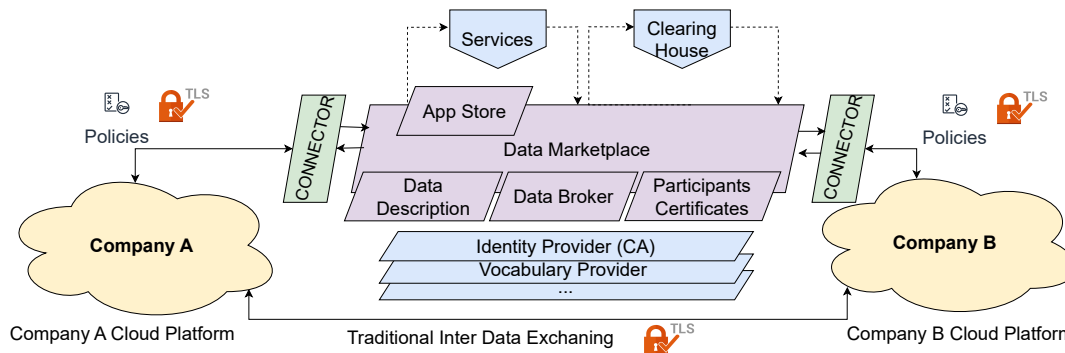 Services
Clearing
House
TLS
Policies
CONNECTOR
App Store
Data Marketplace
Data
Description
Data Broker
Participants
Certificates
CONNECTOR
TLS
Policies
Company A
Identity Provider (CA)
Vocabulary Provider
...
Company B
Company A Cloud Platform
Traditional Inter Data Exchaning
TLS
Company B Cloud Platform